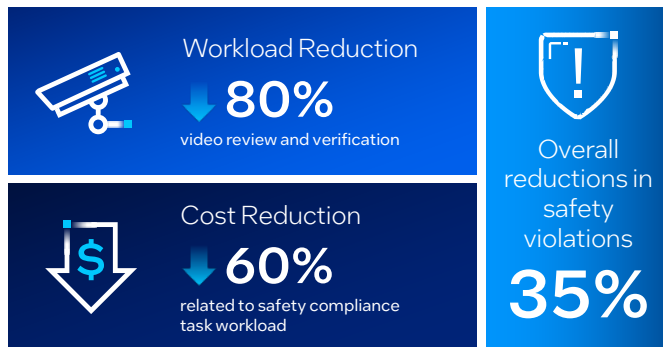 Workload Reduction
80%
video review and verification
Cost Reduction
$
60%
related to safety compliance
task workload
!
Overall
reductions in
safety
violations
35%